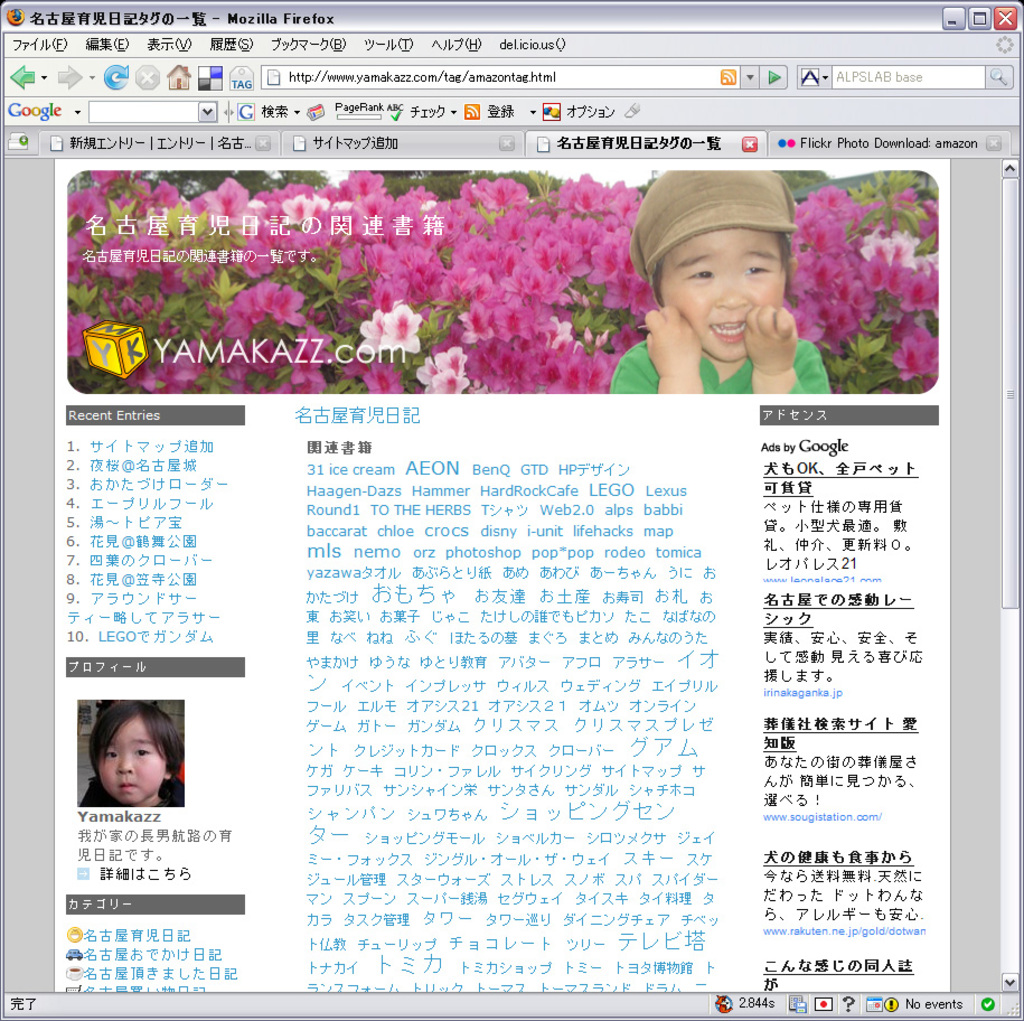 名古屋育児日記タグの一覧 - Mozilla Firefox
ファイル(F) 編集(E) 表示(V) 履歴(S) ブックマーク(B) ツール(T) ヘルプ(H) del.icio.us()
TAG http://www.yamakazz.com/tag/amazontag.html ALPSLAB base
Google G 検索 PageRank ABC チェック 登録 オプション
新規エントリー | エントリー | 名古... サイトマップ追加 名古屋育児日記タグの一覧 Flickr Photo Download: amazon
名古屋育児日記の関連書籍
名古屋育児日記の関連書籍の一覧です。
M Y K YAMAKAZZ.com
Recent Entries
1. サイトマップ追加
2. 夜桜@名古屋城
3. おかたづけローダー
4. エープリルフール
5. 湯～トピア宝
6. 花見@鶴舞公園
7. 四葉のクローバー
8. 花見@笠寺公園
9. アラウンドサー
ティー略してアラサー
10. LEGOでガンダム
プロフィール
Yamakazz
我が家の長男航路の育
児日記です。
詳細はこちら
カテゴリー
名古屋育児日記
名古屋おでかけ日記
名古屋頂きました日記
名古屋買い物日記
名古屋育児日記
関連書籍
31 ice cream AEON BenQ GTD HPデザイン
Haagen-Dazs Hammer HardRockCafe LEGO Lexus
Round1 TO THE HERBS Tシャツ Web2.0 alps babbi
baccarat chloe crocs disny i-unit lifehacks map
mls nemo orz photoshop pop*pop rodeo tomica
yazawaタオル あぶらとり紙 あめ あわび あーちゃん うに お
かたづけ おもちゃ お友達 お土産 お寿司 お札 お
東 お笑い お菓子 じゃこ たけしの誰でもピカソ たこ なばなの
里 なべ ねね ふぐ ほたるの墓 まぐろ まとめ みんなのうた
やまかけ ゆうな ゆとり教育 アバター アフロ アラサー イオ
ン イベント インプレッサ ウィルス ウェディング エイプリル
フール エルモ オアシス21 オアシス２１ オムツ オンライン
ゲーム ガトー ガンダム クリスマス クリスマスプレゼ
ント クレジットカード クロックス クローバー グアム
ケガ ケーキ コリン・ファレル サイクリング サイトマップ サ
ファリパス サンシャイン栄 サンタさん サンダル シャチホコ
シャンパン シュワちゃん ショッピングセン
ター ショッピングモール ショベルカー シロツメクサ ジェイ
ミー・フォックス ジングル・オール・ザ・ウェイ スキー スケ
ジュール管理 スターウォーズ ストレス スノボ スパ スパイダー
マン スプーン スーパー銭湯 セグウェイ タイスキ タイ料理 タ
カラ タスク管理 タワー タワー巡り ダイニングチェア チベッ
ト仏教 チューリップ チョコレート ツリー テレビ塔
トナカイ トミカ トミカショップ トミー トヨタ博物館 ト
ランスフォーム トリック トーマス トーマスランド ドラム ニ
アドセンス
Ads by Google
犬もOK、全戸ペット
可賃貸
ペット仕様の専用賃
貸。小型犬最適。 敷
礼、仲介、更新料０。
レオパレス21
www.leopalace21.com
名古屋での感動レー
シック
実績、安心、安全、そ
して感動 見える喜び応
援します。
irinakaganka.jp
葬儀社検索サイト 愛
知版
あなたの街の葬儀屋さ
んが 簡単に見つかる、
選べる！
www.sougistation.com/
犬の健康も食事から
今なら送料無料.天然に
だわった ドットわんな
ら、アレルギーも安心.
www.rakuten.ne.jp/gold/dotwan
こんな感じの同人誌
が
完了 2.844s No events